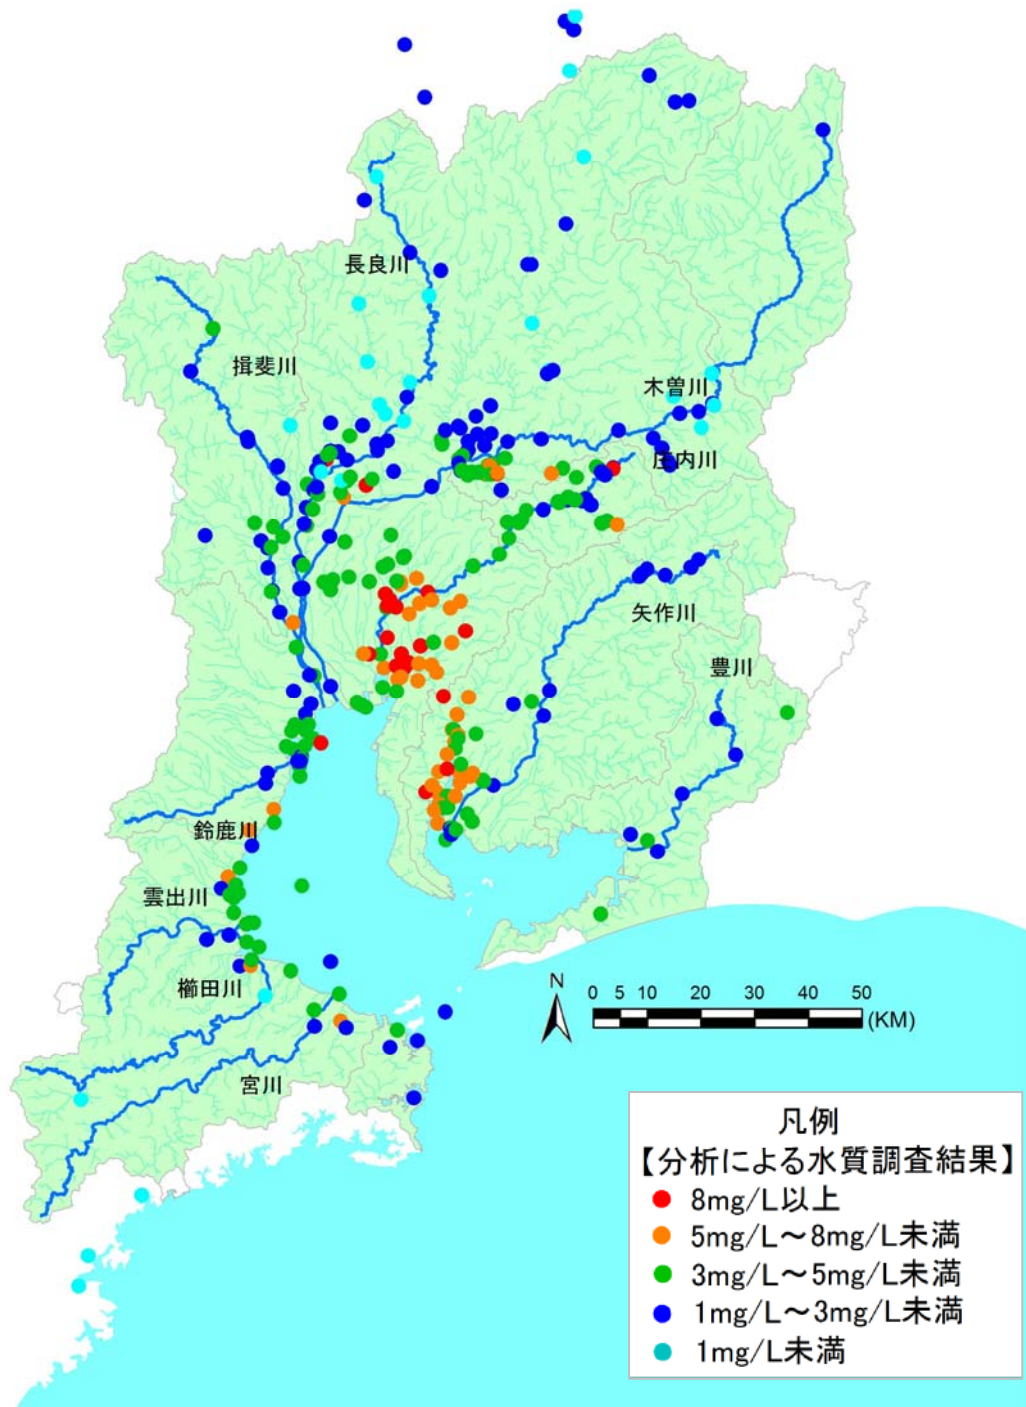 長良川
揖斐川
木曽川
庄内川
矢作川
豊川
鈴鹿川
雲出川
櫛田川
宮川
N
0 5 10 20 30 40 50
(KM)
凡例
【分析による水質調査結果】
8mg/L以上
5mg/L～8mg/L未満
3mg/L～5mg/L未満
1mg/L～3mg/L未満
1mg/L未満